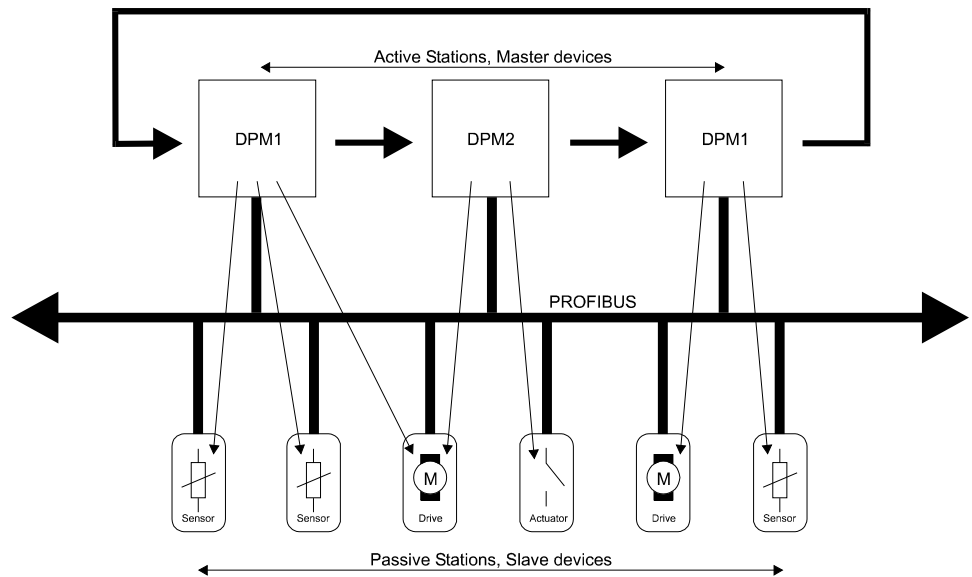 Active Stations, Master devices
DPM1
DPM2
DPM1
PROFIBUS
Sensor
Sensor
M
Drive
Actuator
M
Drive
Sensor
Passive Stations, Slave devices